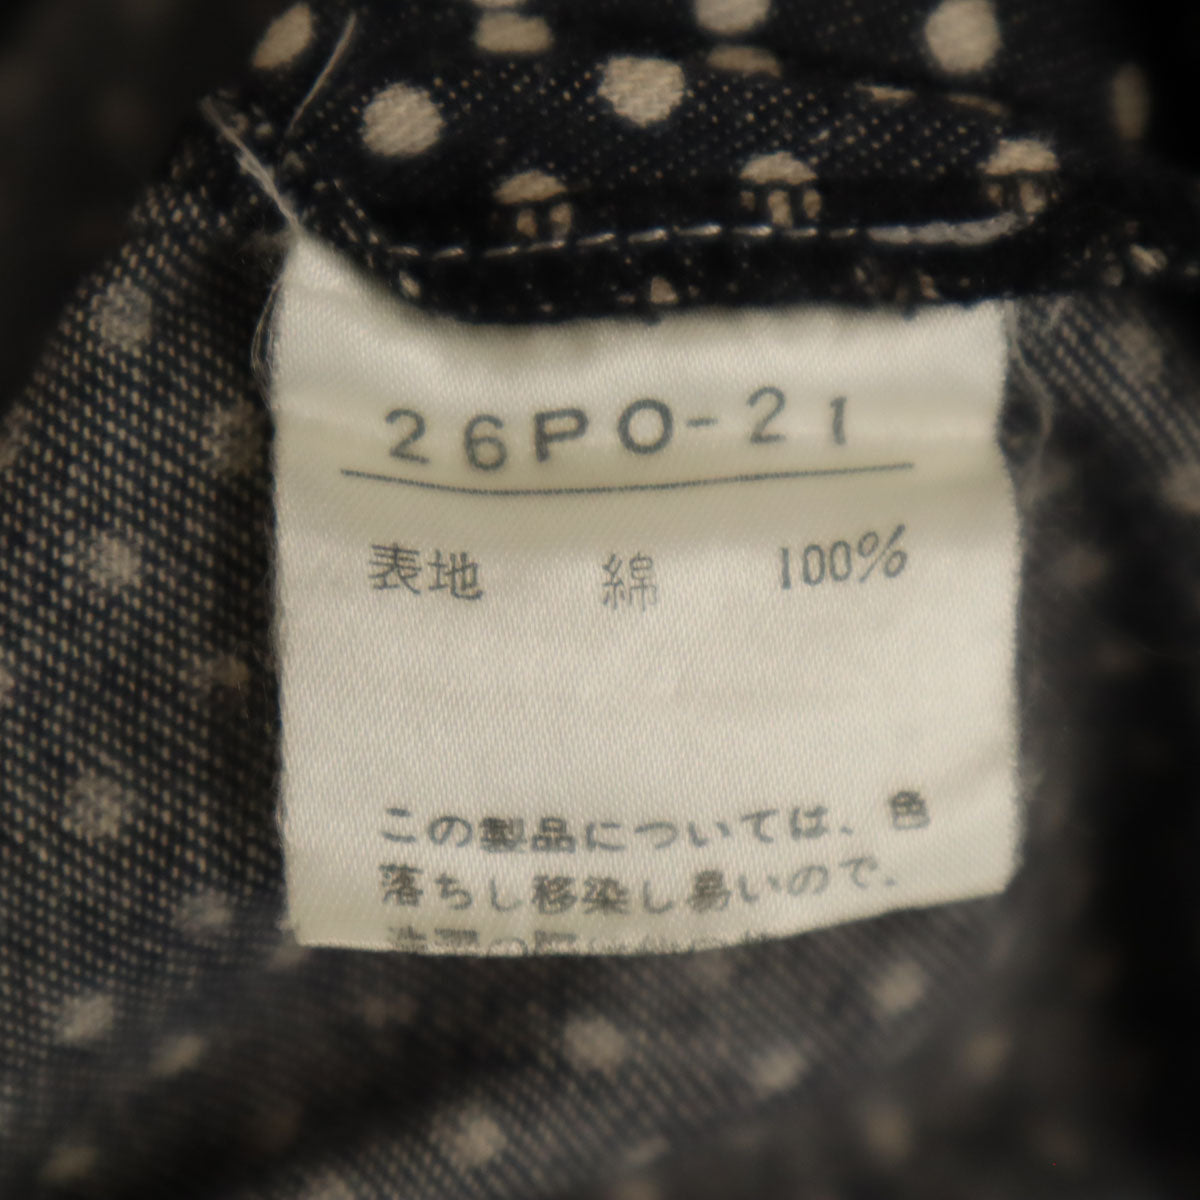 26PO-21
表地 綿 100%
この製品については、色
落ちし移染し易いので、